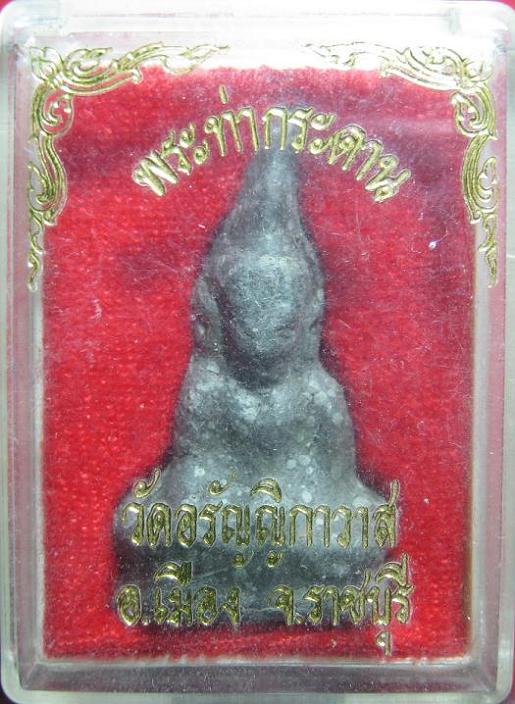 พระท่ากระดาน
วัดอรัญญิกาวาส
อ.เมือง จ.ราชบุรี